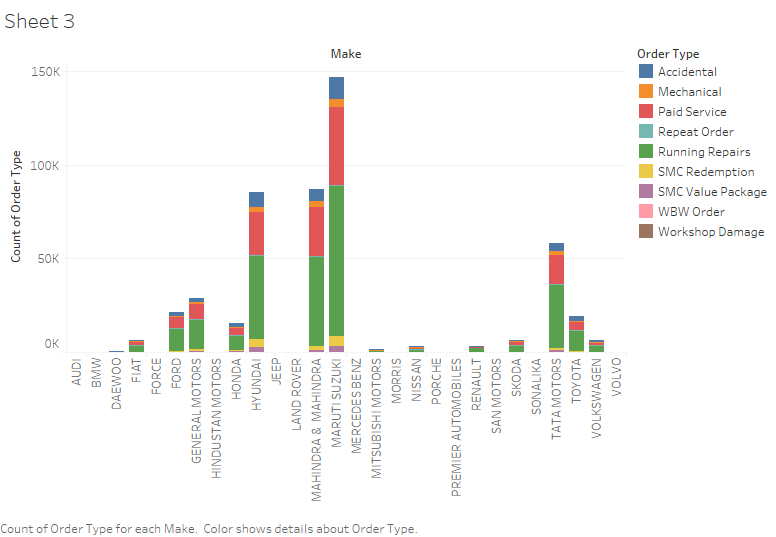 Sheet 3
Make
Order Type
Accidental
Mechanical
Paid Service
Repeat Order
Running Repairs
SMC Redemption
SMC Value Package
WBW Order
Workshop Damage
Count of Order Type
150K
100K
50K
0K
AUDI
BMW
DAEWOO
FIAT
FORCE
FORD
GENERAL MOTORS
HINDUSTAN MOTORS
HONDA
HYUNDAI
JEEP
LAND ROVER
MAHINDRA & MAHINDRA
MARUTI SUZUKI
MERCEDES BENZ
MITSUBISHI MOTORS
MORRIS
NISSAN
PORCHE
PREMIER AUTOMOBILES
RENAULT
SAN MOTORS
SKODA
SONALIKA
TATA MOTORS
TOYOTA
VOLKSWAGEN
VOLVO
Count of Order Type for each Make. Color shows details about Order Type.